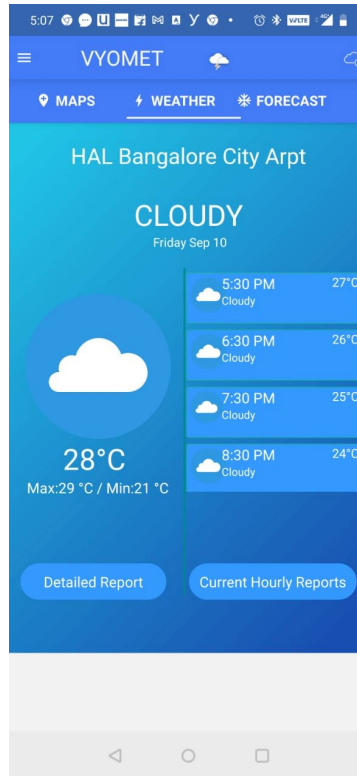 5:07
VoLTE 4G
VYOMET
MAPS
WEATHER
FORECAST
HAL Bangalore City Arpt
CLOUDY
Friday Sep 10
5:30 PM 27°C
Cloudy
6:30 PM 26°C
Cloudy
7:30 PM 25°C
Cloudy
8:30 PM 24°C
Cloudy
28°C
Max:29 °C / Min:21 °C
Detailed Report
Current Hourly Reports